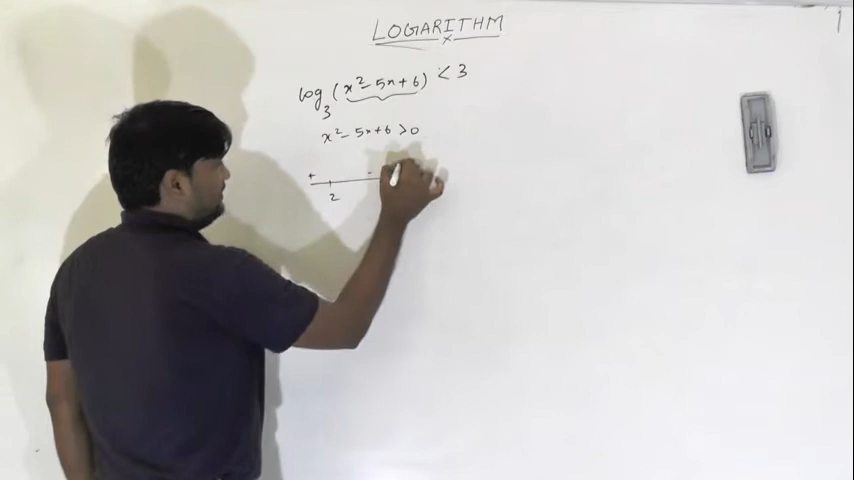 LOGARITHM
log₃ (x² - 5x + 6) < 3
x² - 5x + 6 > 0
+ -
2